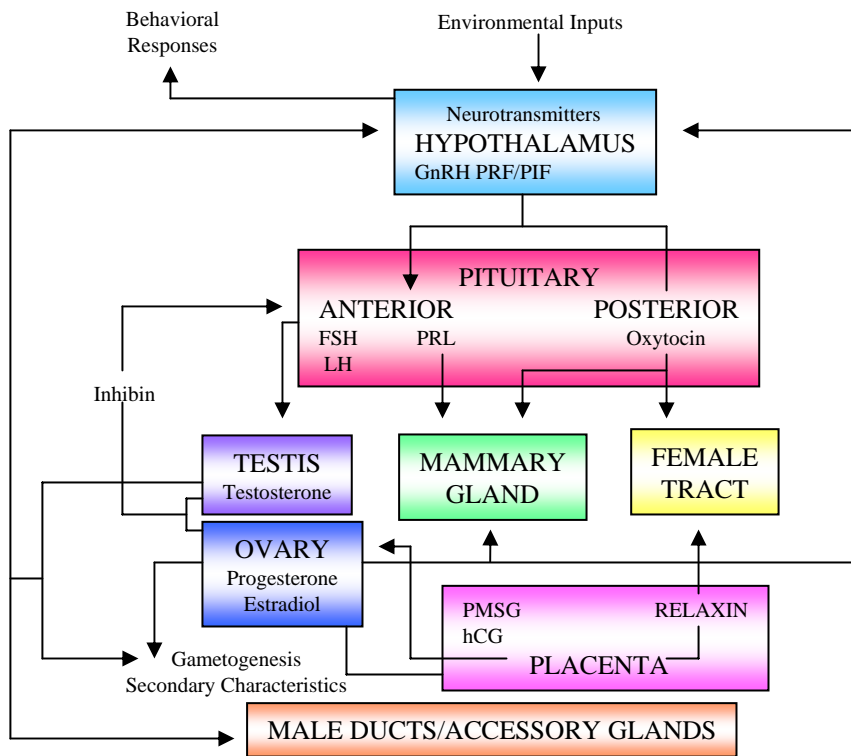 Behavioral
Responses
Environmental Inputs
Neurotransmitters
HYPOTHALAMUS
GnRH PRF/PIF
PITUITARY
ANTERIOR
POSTERIOR
FSH
PRL
Oxytocin
LH
Inhibin
TESTIS
Testosterone
MAMMARY
GLAND
FEMALE
TRACT
OVARY
Progesterone
Estradiol
PMSG
RELAXIN
hCG
PLACENTA
Gametogenesis
Secondary Characteristics
MALE DUCTS/ACCESSORY GLANDS